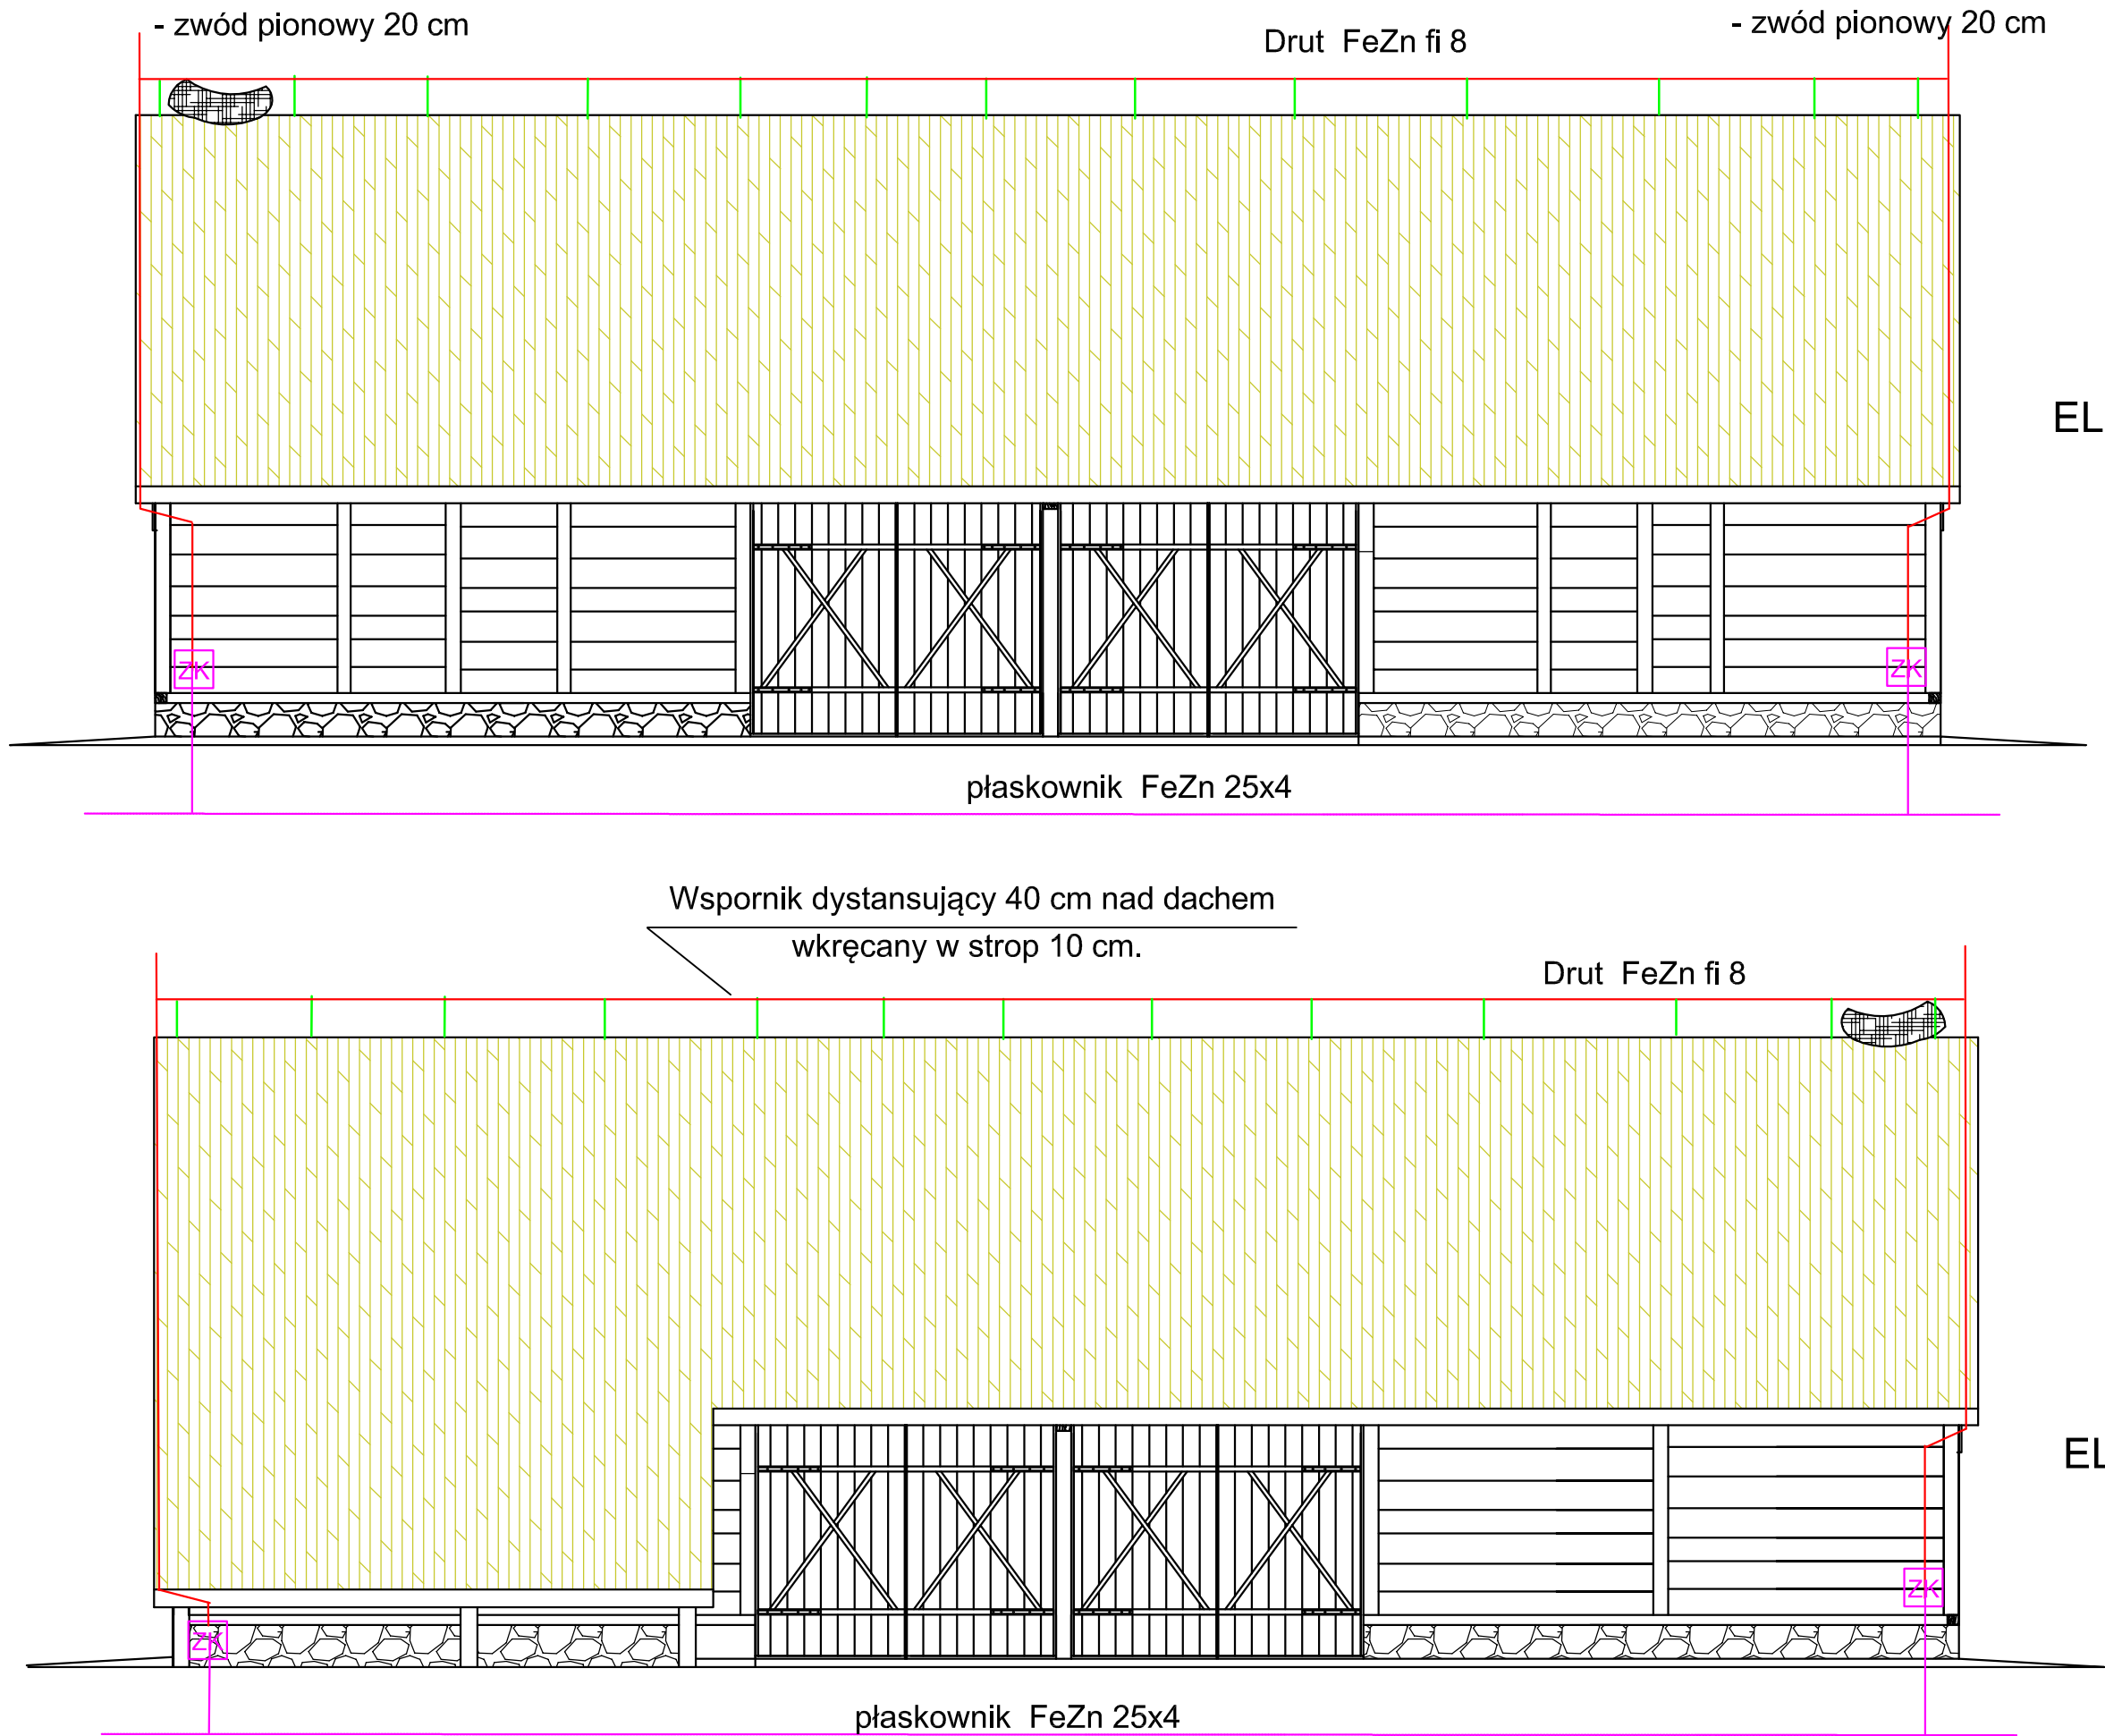 - zwód pionowy 20 cm
Drut FeZn fi 8
- zwód pionowy 20 cm
EL
ZK
ZK
płaskownik FeZn 25x4
Wspornik dystansujący 40 cm nad dachem
wkręcany w strop 10 cm.
Drut FeZn fi 8
EL
ZK
ZK
płaskownik FeZn 25x4